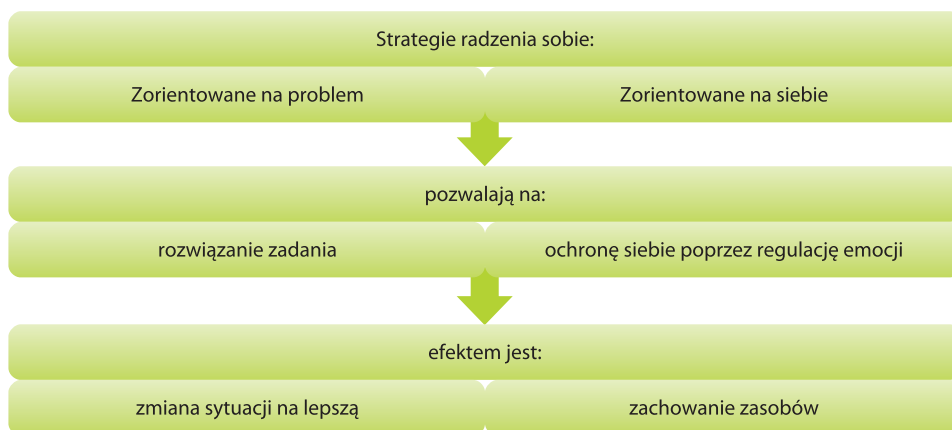 Strategie radzenia sobie:
Zorientowane na problem
Zorientowane na siebie
pozwalają na:
rozwiązanie zadania
ochronę siebie poprzez regulację emocji
efektem jest:
zmiana sytuacji na lepszą
zachowanie zasobów